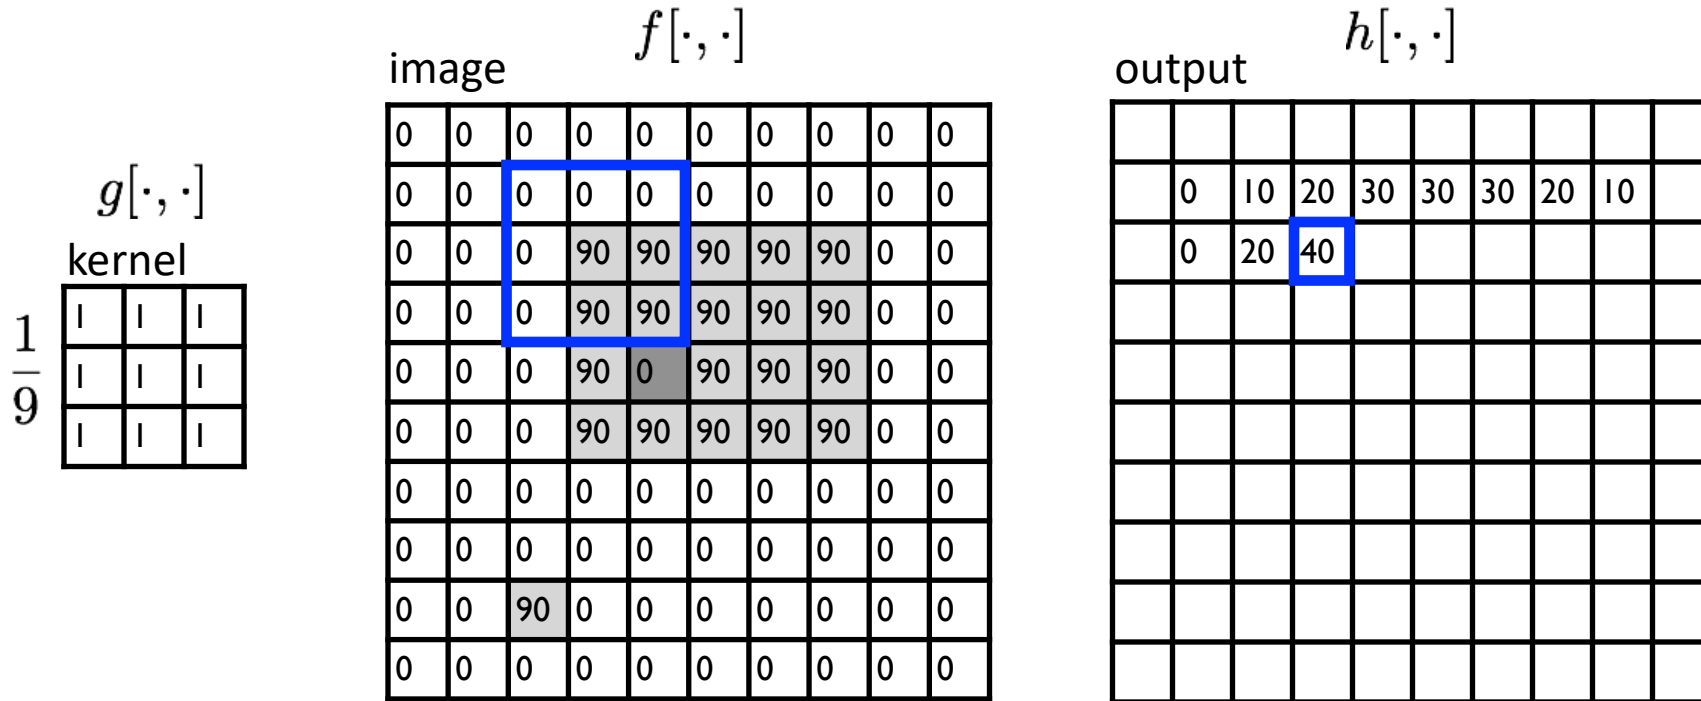 f[·, ·]
h[·, ·]
image
output
g[·, ·]
kernel
1/9
1 1 1
1 1 1
1 1 1
0 0 0 0 0 0 0 0 0 0
0 0 0 0 0 0 0 0 0 0
0 0 0 90 90 90 90 90 0 0
0 0 0 90 90 90 90 90 0 0
0 0 0 90 0 90 90 90 0 0
0 0 0 90 90 90 90 90 0 0
0 0 0 0 0 0 0 0 0 0
0 0 0 0 0 0 0 0 0 0
0 0 90 0 0 0 0 0 0 0
0 0 0 0 0 0 0 0 0 0
0 10 20 30 30 30 20 10
0 20 40